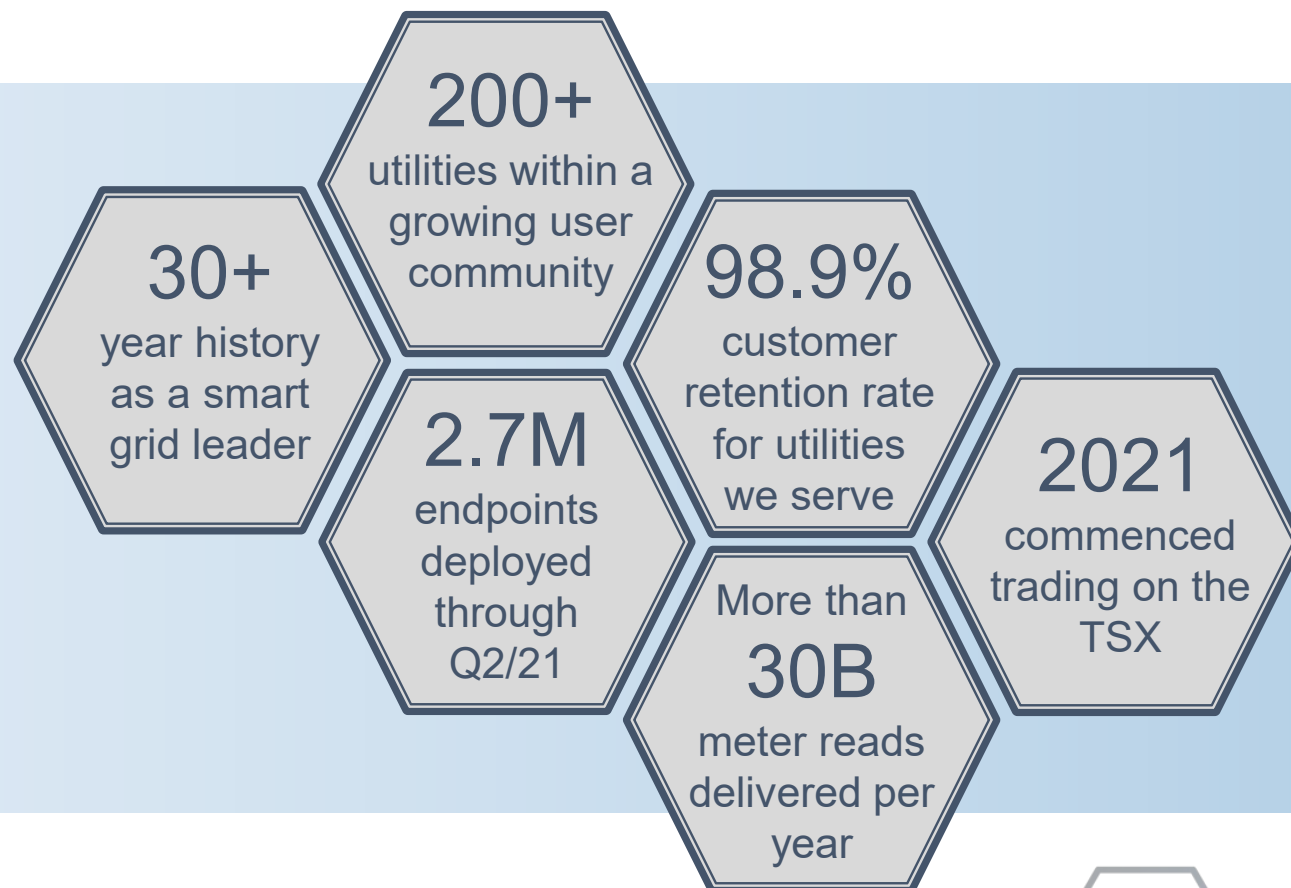 200+
utilities within a
growing user
community
30+
year history
as a smart
grid leader
98.9%
customer
retention rate
for utilities
we serve
2.7M
endpoints
deployed
through
Q2/21
2021
commenced
trading on the
TSX
More than
30B
meter reads
delivered per
year